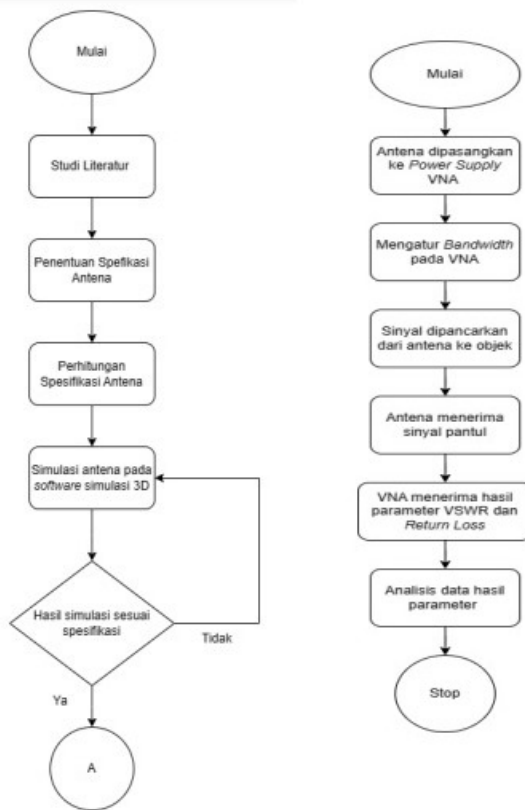 Mulai
Studi Literatur
Penentuan Spefikasi
Antena
Perhitungan
Spesifikasi Antena
Simulasi antena pada
software simulasi 3D
Hasil simulasi sesuai
spesifikasi
Tidak
Ya
A
Mulai
Antena dipasangkan
ke Power Supply
VNA
Mengatur Bandwidth
pada VNA
Sinyal dipancarkan
dari antena ke objek
Antena menerima
sinyal pantul
VNA menerima hasil
parameter VSWR dan
Return Loss
Analisis data hasil
parameter
Stop